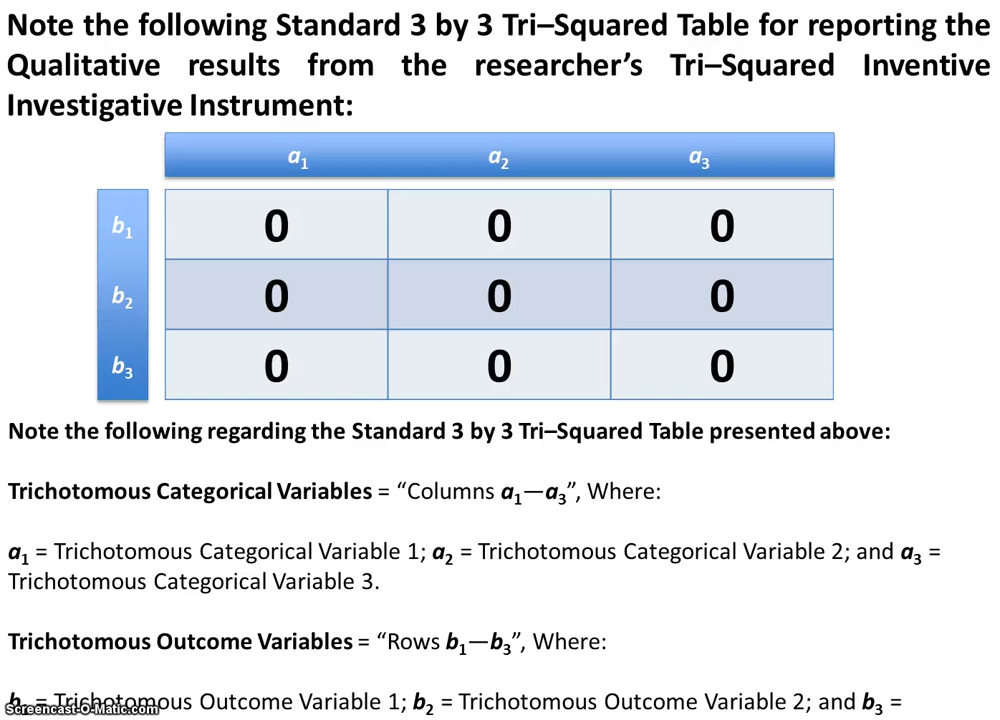 Note the following Standard 3 by 3 Tri–Squared Table for reporting the
Qualitative results from the researcher’s Tri–Squared Inventive
Investigative Instrument:
a₁ a₂ a₃
b₁ 0 0 0
b₂ 0 0 0
b₃ 0 0 0
Note the following regarding the Standard 3 by 3 Tri–Squared Table presented above:
Trichotomous Categorical Variables = “Columns a₁—a₃”, Where:
a₁ = Trichotomous Categorical Variable 1; a₂ = Trichotomous Categorical Variable 2; and a₃ =
Trichotomous Categorical Variable 3.
Trichotomous Outcome Variables = “Rows b₁—b₃”, Where:
b₁ = Trichotomous Outcome Variable 1; b₂ = Trichotomous Outcome Variable 2; and b₃ =
Screencast-O-Matic.com